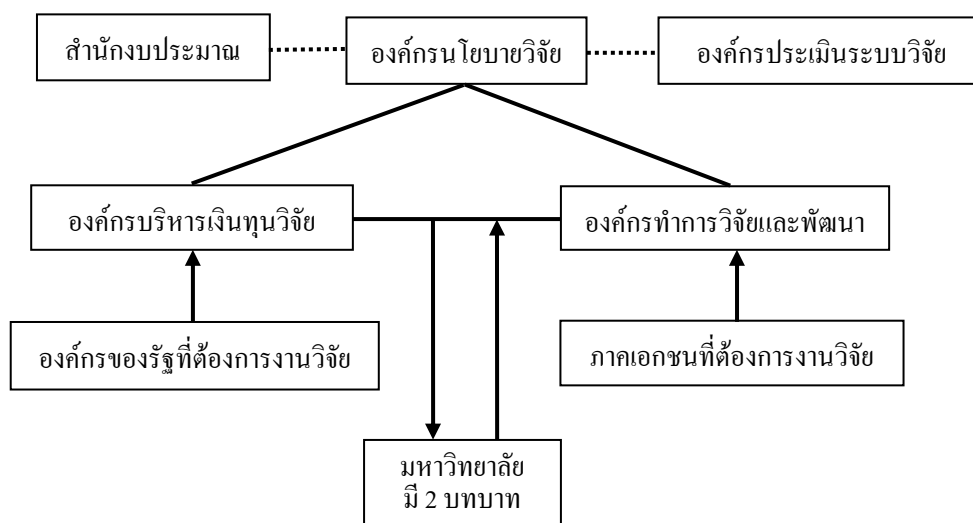 สำนักงบประมาณ
องค์กรนโยบายวิจัย
องค์กรประเมินระบบวิจัย
องค์กรบริหารเงินทุนวิจัย
องค์กรทำการวิจัยและพัฒนา
องค์กรของรัฐที่ต้องการงานวิจัย
ภาคเอกชนที่ต้องการงานวิจัย
มหาวิทยาลัย
มี 2 บทบาท